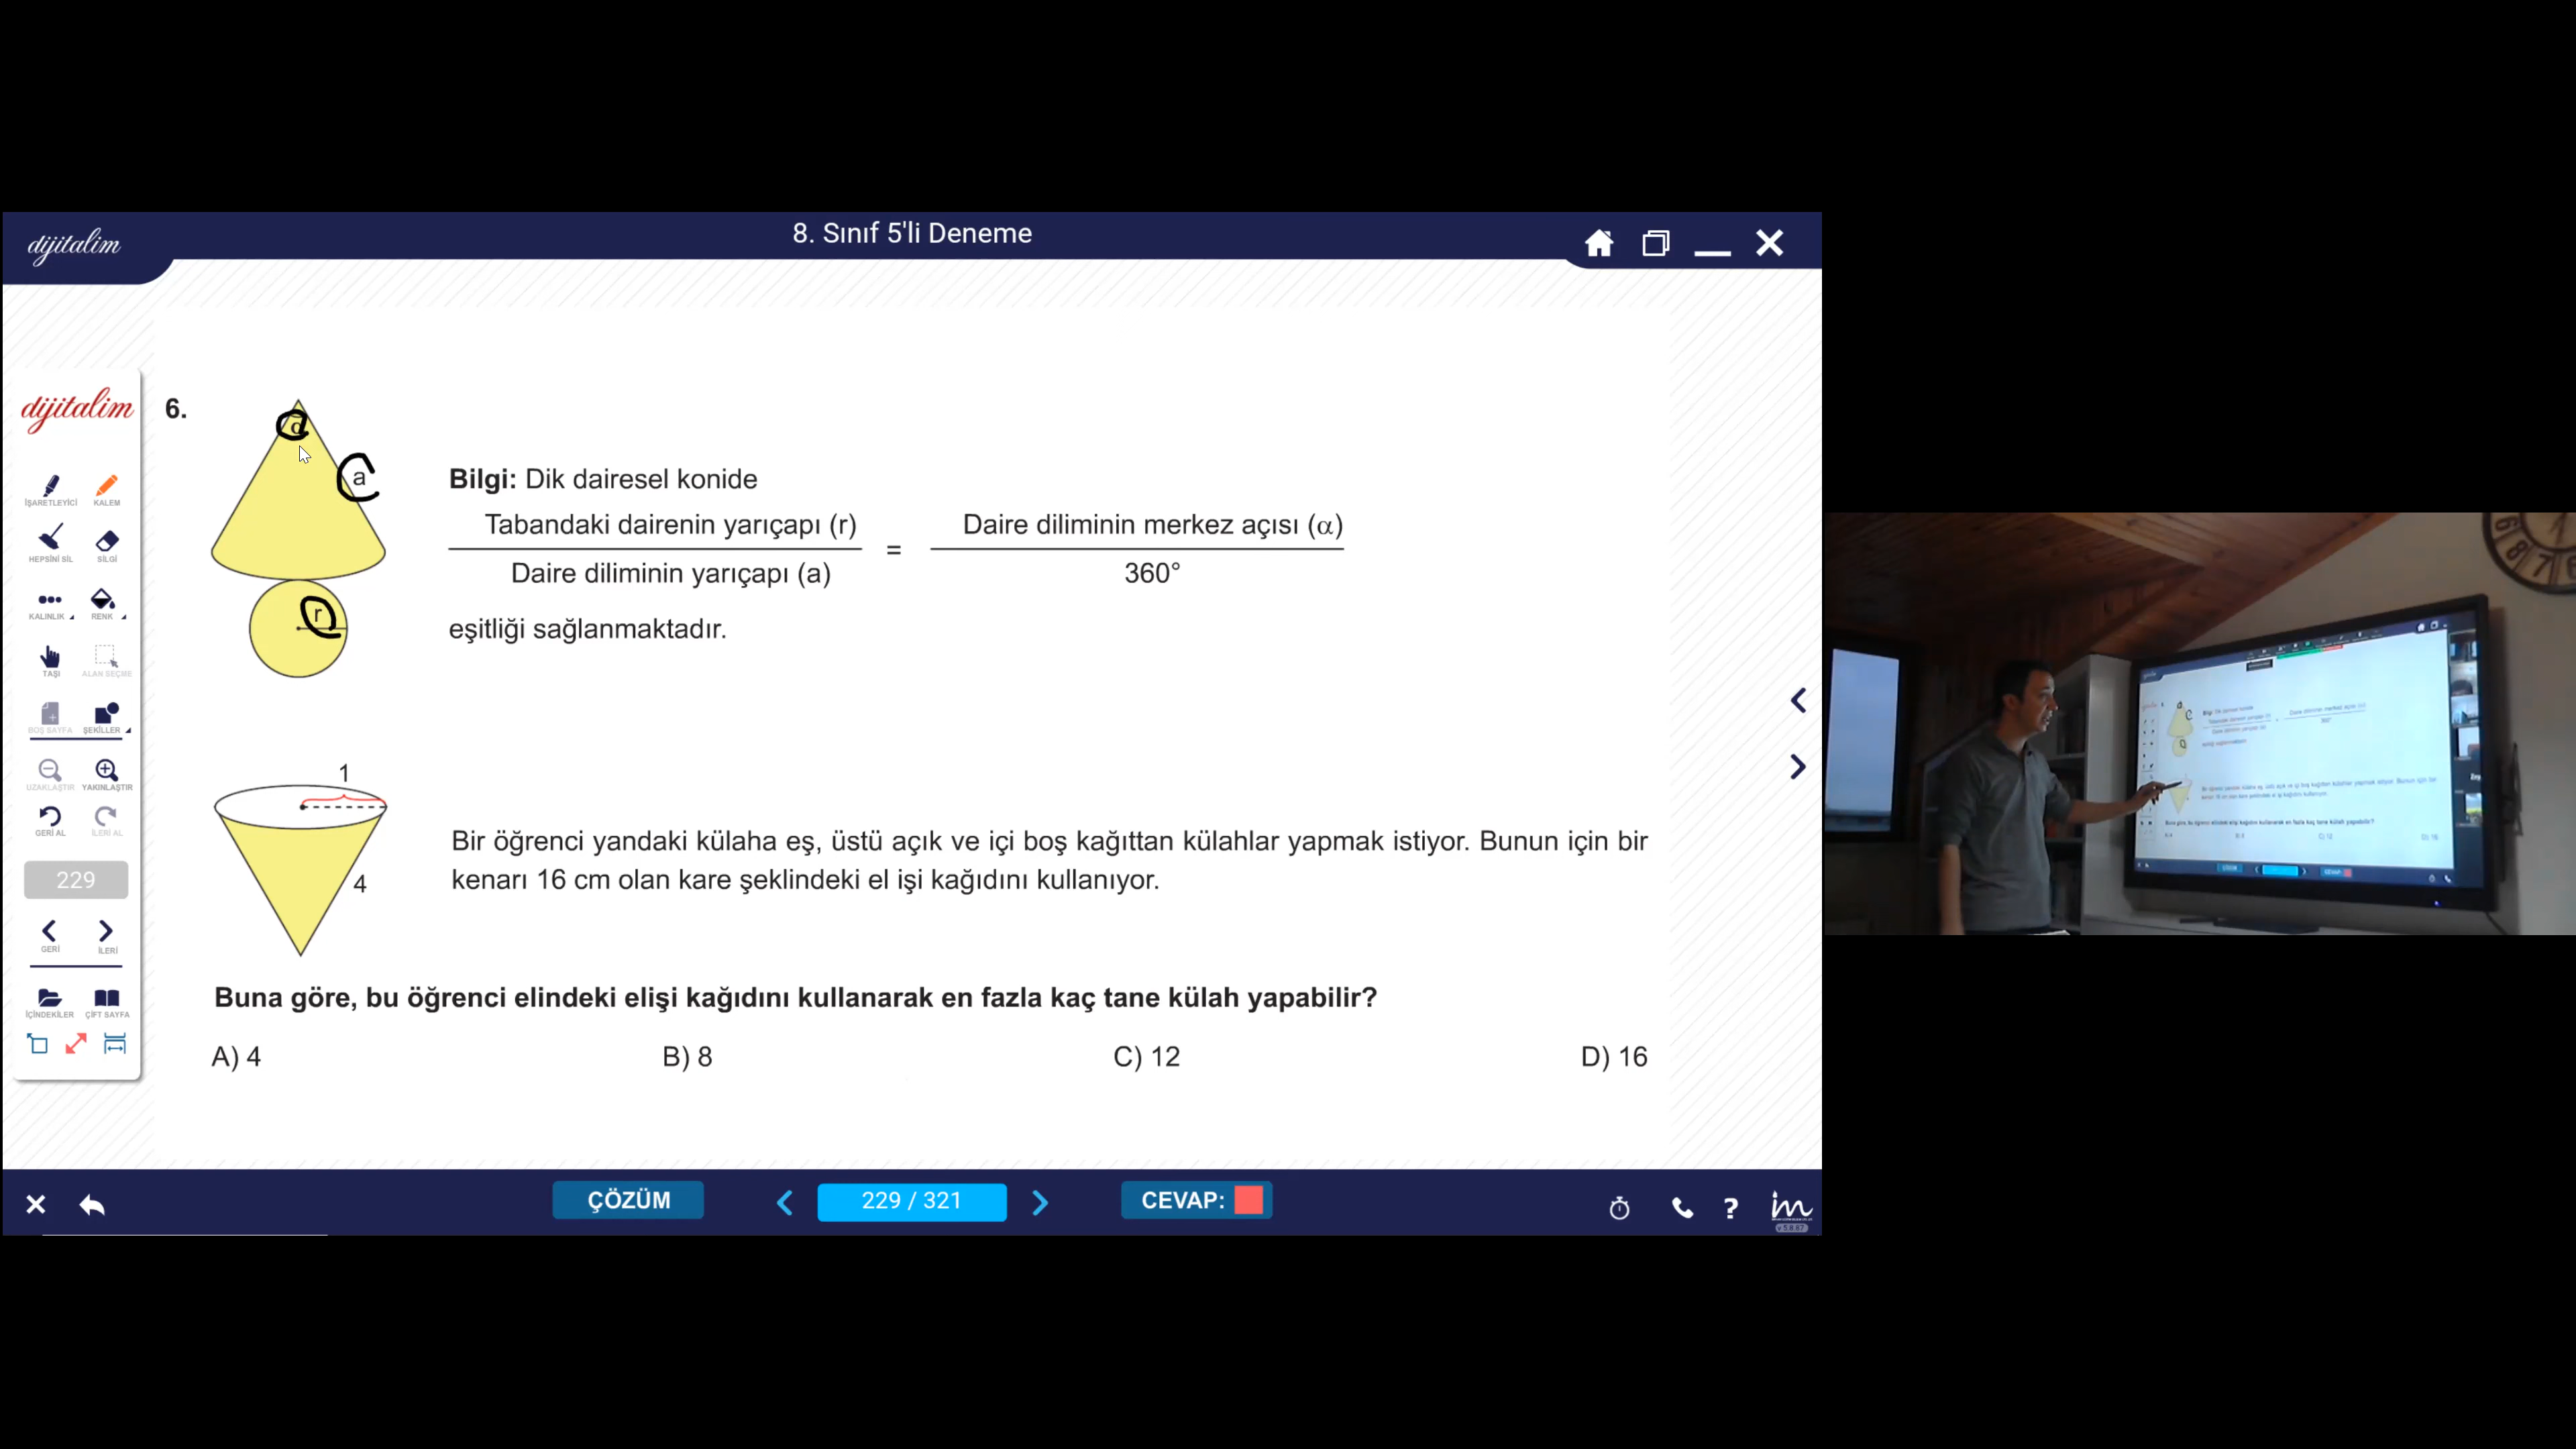 8. Sınıf 5'li Deneme
dijitalim
dijitalim
İŞARETLEYİCİ KALEM
HEPSİNİ SİL SİLGİ
KALINLIK RENK
TAŞI ALAN SEÇME
BOŞ SAYFA ŞEKİLLER
UZAKLAŞTIR YAKINLAŞTIR
GERİ AL İLERİ AL
229
GERİ İLERİ
İÇİNDEKİLER ÇİFT SAYFA
6.
α
a
r
Bilgi: Dik dairesel konide
Tabandaki dairenin yarıçapı (r) = Daire diliminin merkez açısı (α)
Daire diliminin yarıçapı (a) 360°
eşitliği sağlanmaktadır.
1
4
Bir öğrenci yandaki külaha eş, üstü açık ve içi boş kağıttan külahlar yapmak istiyor. Bunun için bir
kenarı 16 cm olan kare şeklindeki el işi kağıdını kullanıyor.
Buna göre, bu öğrenci elindeki elişi kağıdını kullanarak en fazla kaç tane külah yapabilir?
A) 4 B) 8 C) 12 D) 16
ÇÖZÜM 229 / 321 CEVAP:
?
im